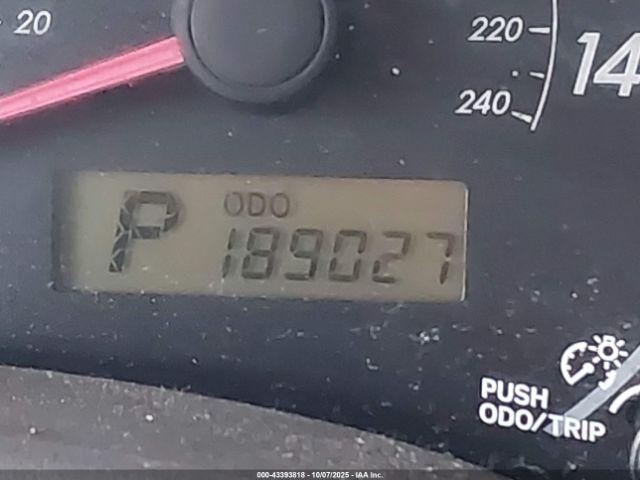 20
220
240
14
P ODO
189027
PUSH
ODO/TRIP
000-43393818 - 10/07/2025 - IAA Inc.